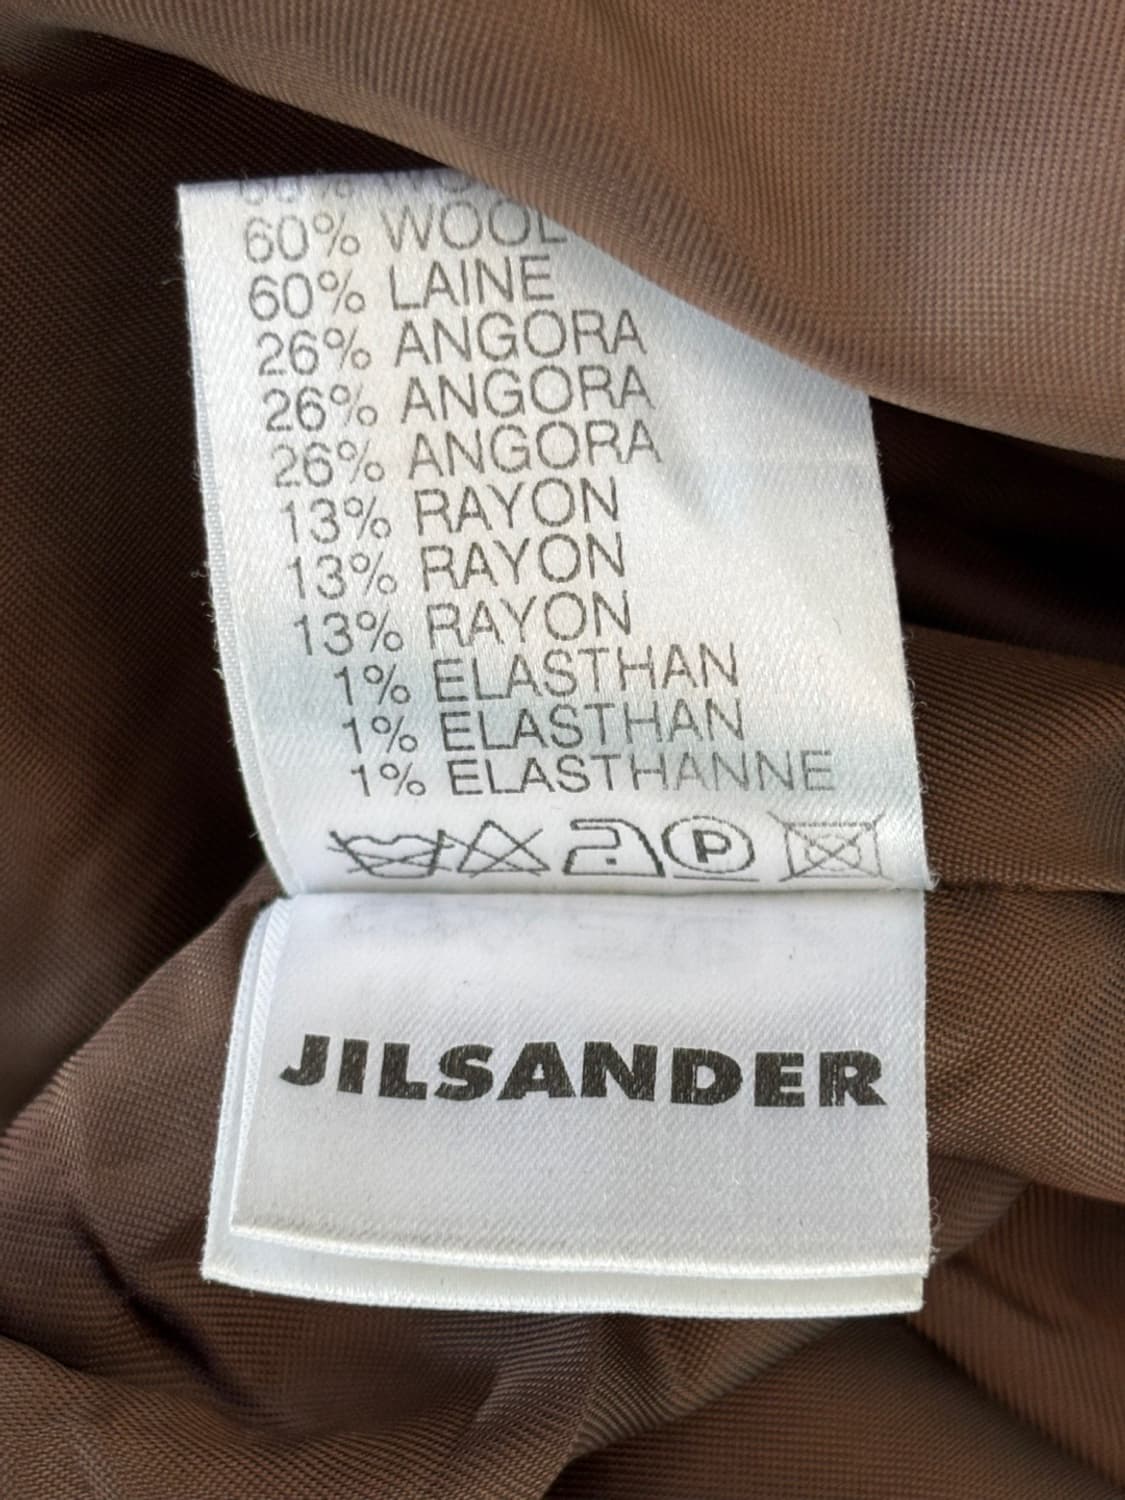 60% WOOL
60% LAINE
26% ANGORA
26% ANGORA
26% ANGORA
13% RAYON
13% RAYON
13% RAYON
1% ELASTHAN
1% ELASTHAN
1% ELASTHANNE
P
JILSANDER